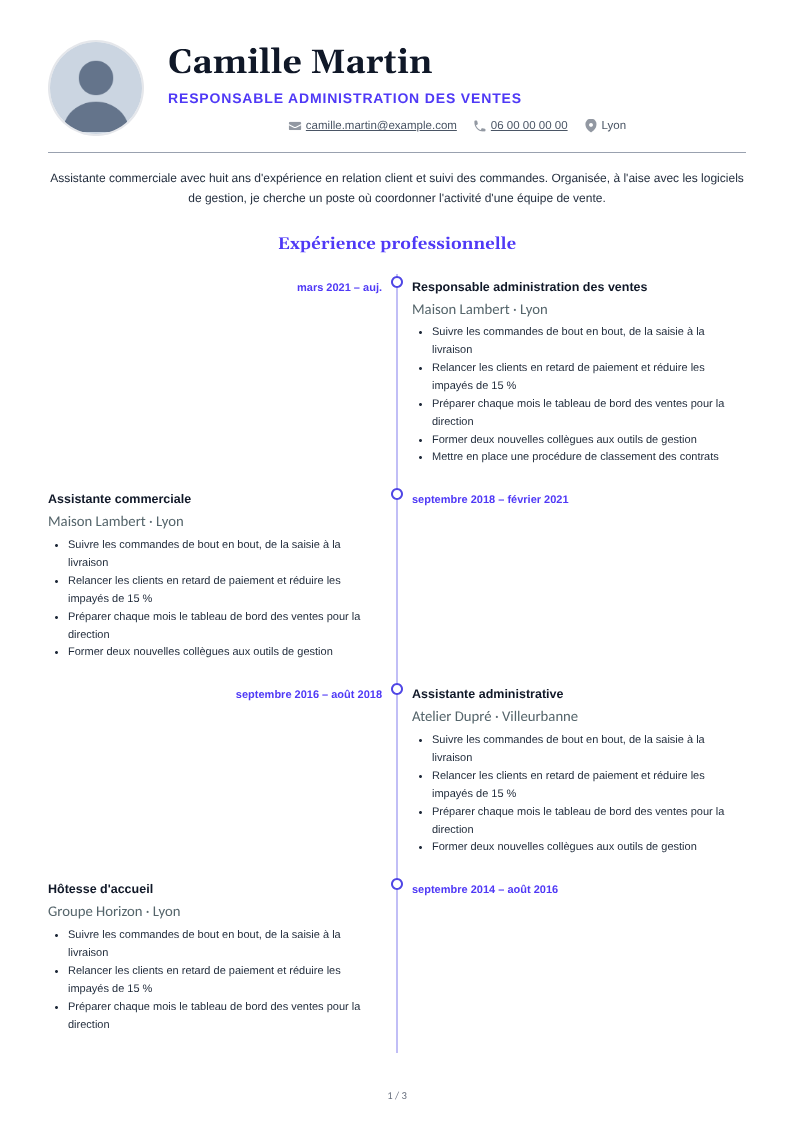 Camille Martin
RESPONSABLE ADMINISTRATION DES VENTES
camille.martin@example.com 06 00 00 00 00 Lyon
Assistante commerciale avec huit ans d'expérience en relation client et suivi des commandes. Organisée, à l'aise avec les logiciels
de gestion, je cherche un poste où coordonner l'activité d'une équipe de vente.
Expérience professionnelle
mars 2021 – auj.
Responsable administration des ventes
Maison Lambert · Lyon
• Suivre les commandes de bout en bout, de la saisie à la
livraison
• Relancer les clients en retard de paiement et réduire les
impayés de 15 %
• Préparer chaque mois le tableau de bord des ventes pour la
direction
• Former deux nouvelles collègues aux outils de gestion
• Mettre en place une procédure de classement des contrats
Assistante commerciale
septembre 2018 – février 2021
Maison Lambert · Lyon
• Suivre les commandes de bout en bout, de la saisie à la
livraison
• Relancer les clients en retard de paiement et réduire les
impayés de 15 %
• Préparer chaque mois le tableau de bord des ventes pour la
direction
• Former deux nouvelles collègues aux outils de gestion
septembre 2016 – août 2018
Assistante administrative
Atelier Dupré · Villeurbanne
• Suivre les commandes de bout en bout, de la saisie à la
livraison
• Relancer les clients en retard de paiement et réduire les
impayés de 15 %
• Préparer chaque mois le tableau de bord des ventes pour la
direction
• Former deux nouvelles collègues aux outils de gestion
Hôtesse d'accueil
septembre 2014 – août 2016
Groupe Horizon · Lyon
• Suivre les commandes de bout en bout, de la saisie à la
livraison
• Relancer les clients en retard de paiement et réduire les
impayés de 15 %
• Préparer chaque mois le tableau de bord des ventes pour la
direction
1 / 3